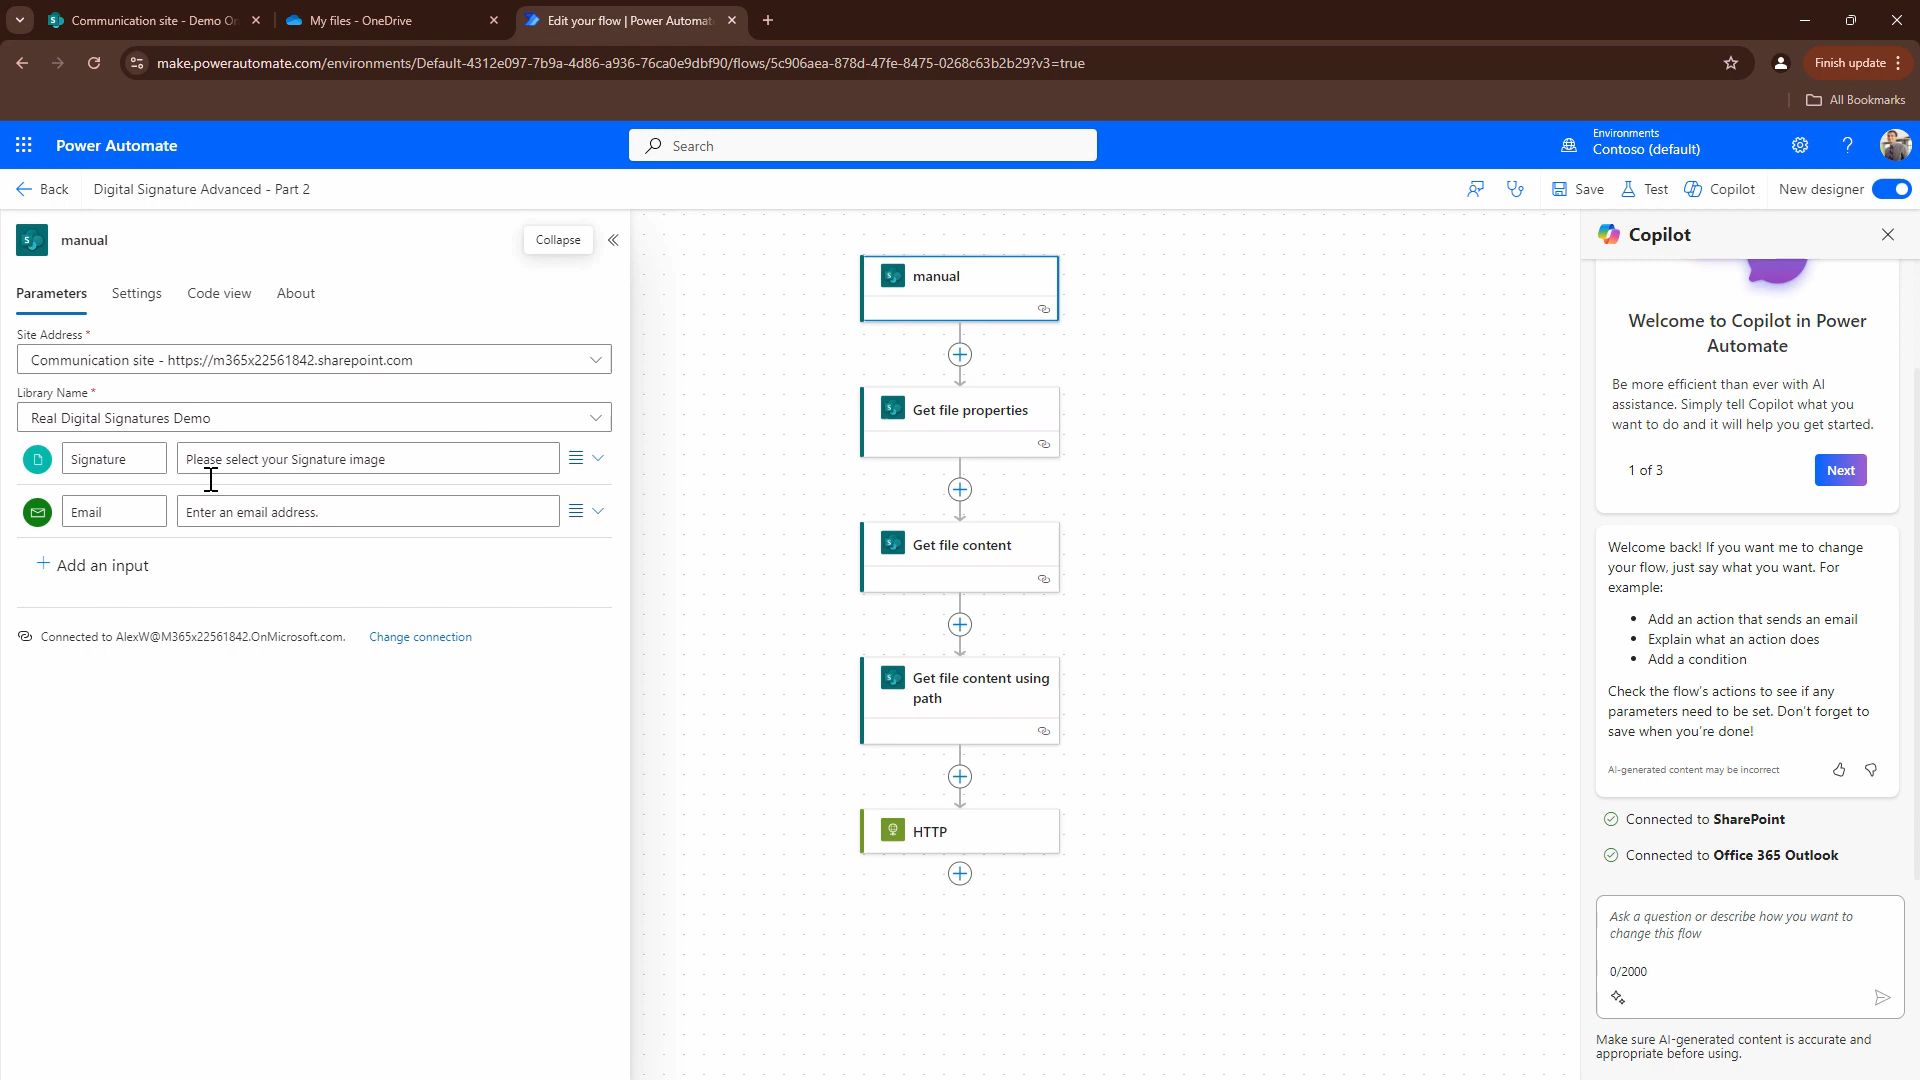 Communication site - Demo On
My files - OneDrive
Edit your flow | Power Automat
make.powerautomate.com/environments/Default-4312e097-7b9a-4d86-a936-76ca0e9dbf90/flows/5c906aea-878d-47fe-8475-0268c63b2b29?v3=true
Finish update
All Bookmarks
Power Automate
Search
Environments
Contoso (default)
Back
Digital Signature Advanced - Part 2
Save
Test
Copilot
New designer
manual
Collapse
Parameters
Settings
Code view
About
Site Address *
Communication site - https://m365x22561842.sharepoint.com
Library Name *
Real Digital Signatures Demo
Signature
Please select your Signature image
Email
Enter an email address.
Add an input
Connected to AlexW@M365x22561842.OnMicrosoft.com.
Change connection
manual
Get file properties
Get file content
Get file content using
path
HTTP
Copilot
Welcome to Copilot in Power
Automate
Be more efficient than ever with AI
assistance. Simply tell Copilot what you
want to do and it will help you get started.
1 of 3
Next
Welcome back! If you want me to change
your flow, just say what you want. For
example:
• Add an action that sends an email
• Explain what an action does
• Add a condition
Check the flow's actions to see if any
parameters need to be set. Don't forget to
save when you're done!
AI-generated content may be incorrect
Connected to SharePoint
Connected to Office 365 Outlook
Ask a question or describe how you want to
change this flow
0/2000
Make sure AI-generated content is accurate and
appropriate before using.